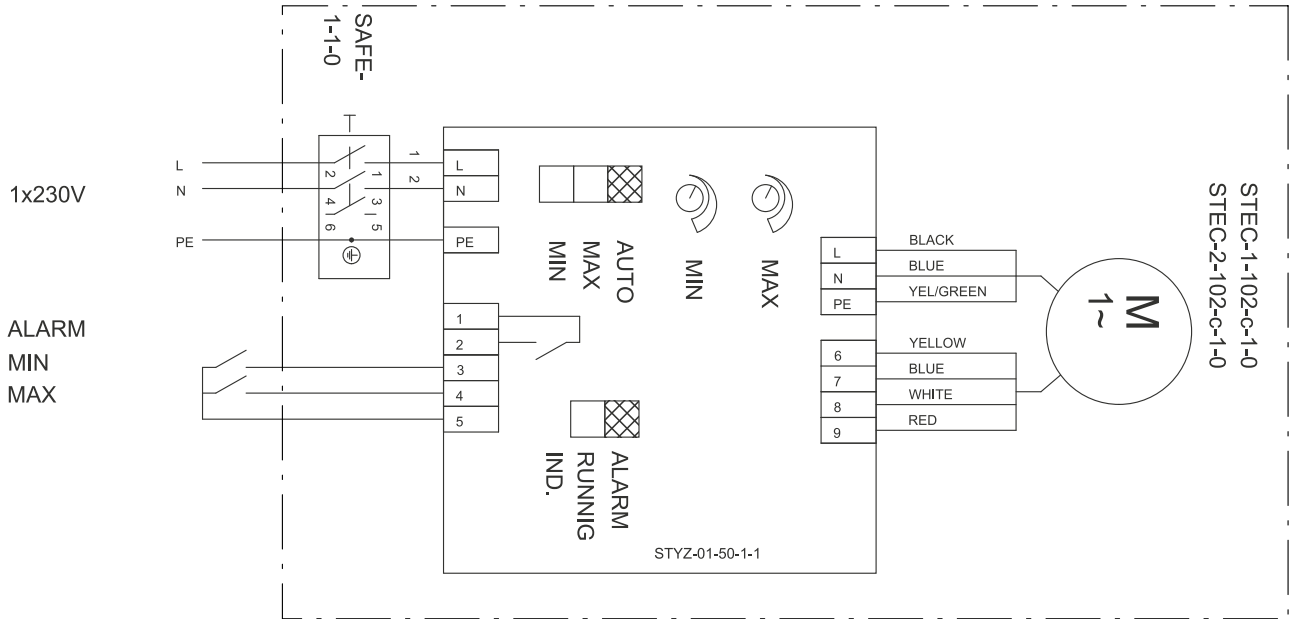 SAFE-
1-1-0
1x230V
L
N
PE
2
1
4
3
6
5
1
2
L
N
PE
MIN
MAX
AUTO
MIN
MAX
L
N
PE
BLACK
BLUE
YEL/GREEN
M
1~
STEC-1-102-c-1-0
STEC-2-102-c-1-0
ALARM
MIN
MAX
1
2
3
4
5
6
7
8
9
YELLOW
BLUE
WHITE
RED
ALARM
RUNNIG
IND.
STYZ-01-50-1-1